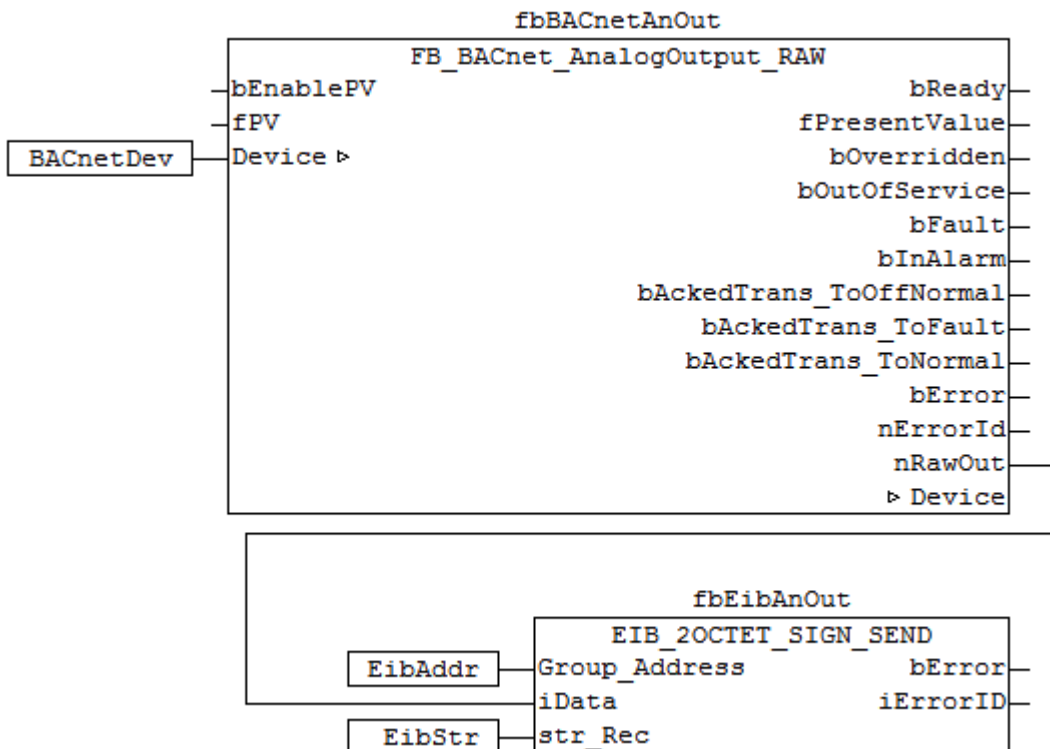 fbBACnetAnOut
FB_BACnet_AnalogOutput_RAW
bEnablePV bReady
fPV fPresentValue
BACnetDev Device bOverridden
bOutOfService
bFault
bInAlarm
bAckedTrans_ToOffNormal
bAckedTrans_ToFault
bAckedTrans_ToNormal
bError
nErrorId
nRawOut
Device
fbEibAnOut
EIB_2OCTET_SIGN_SEND
EibAddr Group_Address bError
iData iErrorID
EibStr str_Rec